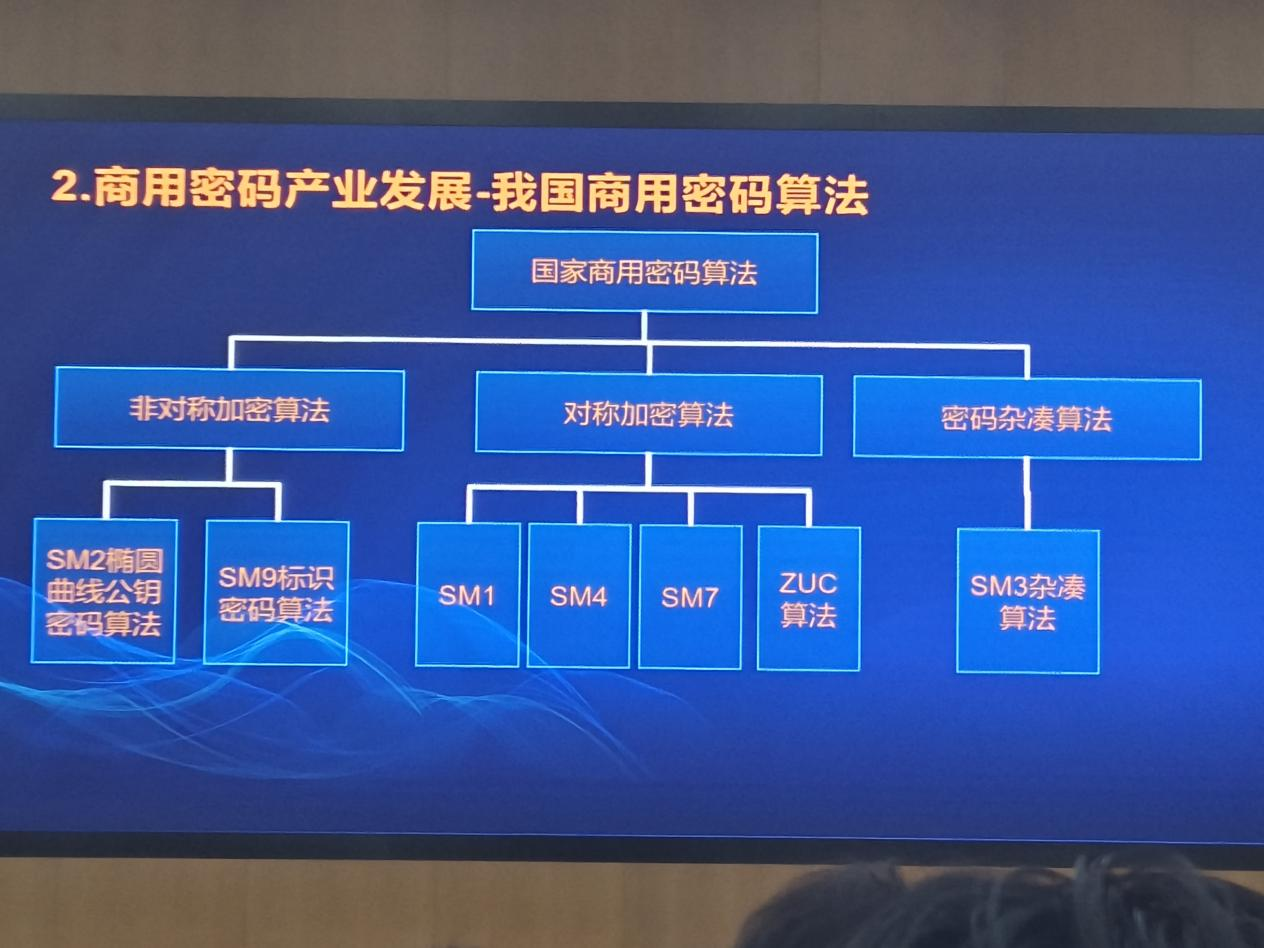 2.商用密码产业发展-我国商用密码算法
国家商用密码算法
非对称加密算法
对称加密算法
密码杂凑算法
SM2椭圆
曲线公钥
密码算法
SM9标识
密码算法
SM1
SM4
SM7
ZUC
算法
SM3杂凑
算法